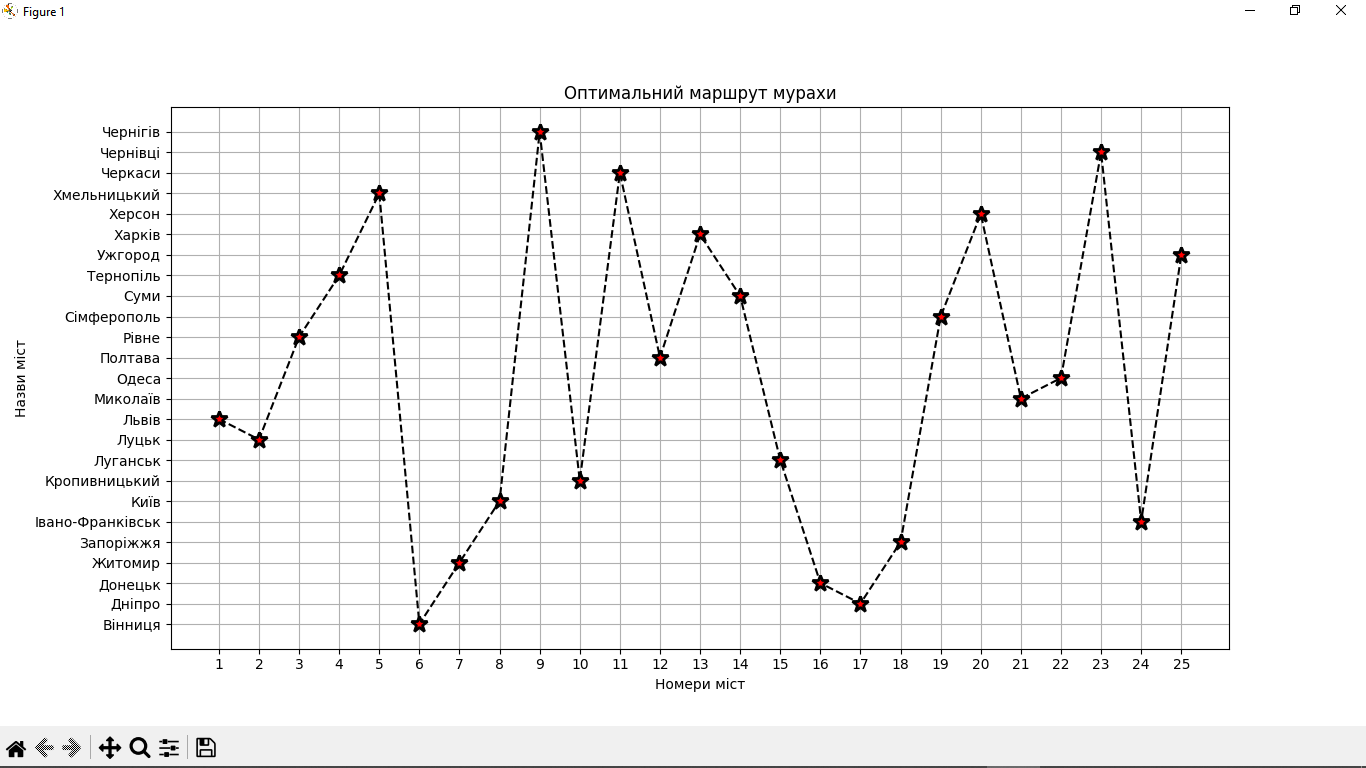 Figure 1
Оптимальний маршрут мурахи
Чернігів
Чернівці
Черкаси
Хмельницький
Херсон
Харків
Ужгород
Тернопіль
Суми
Сімферополь
Рівне
Полтава
Одеса
Миколаїв
Львів
Луцьк
Луганськ
Кропивницький
Київ
Івано-Франківськ
Запоріжжя
Житомир
Донецьк
Дніпро
Вінниця
Назви міст
1 2 3 4 5 6 7 8 9 10 11 12 13 14 15 16 17 18 19 20 21 22 23 24 25
Номери міст